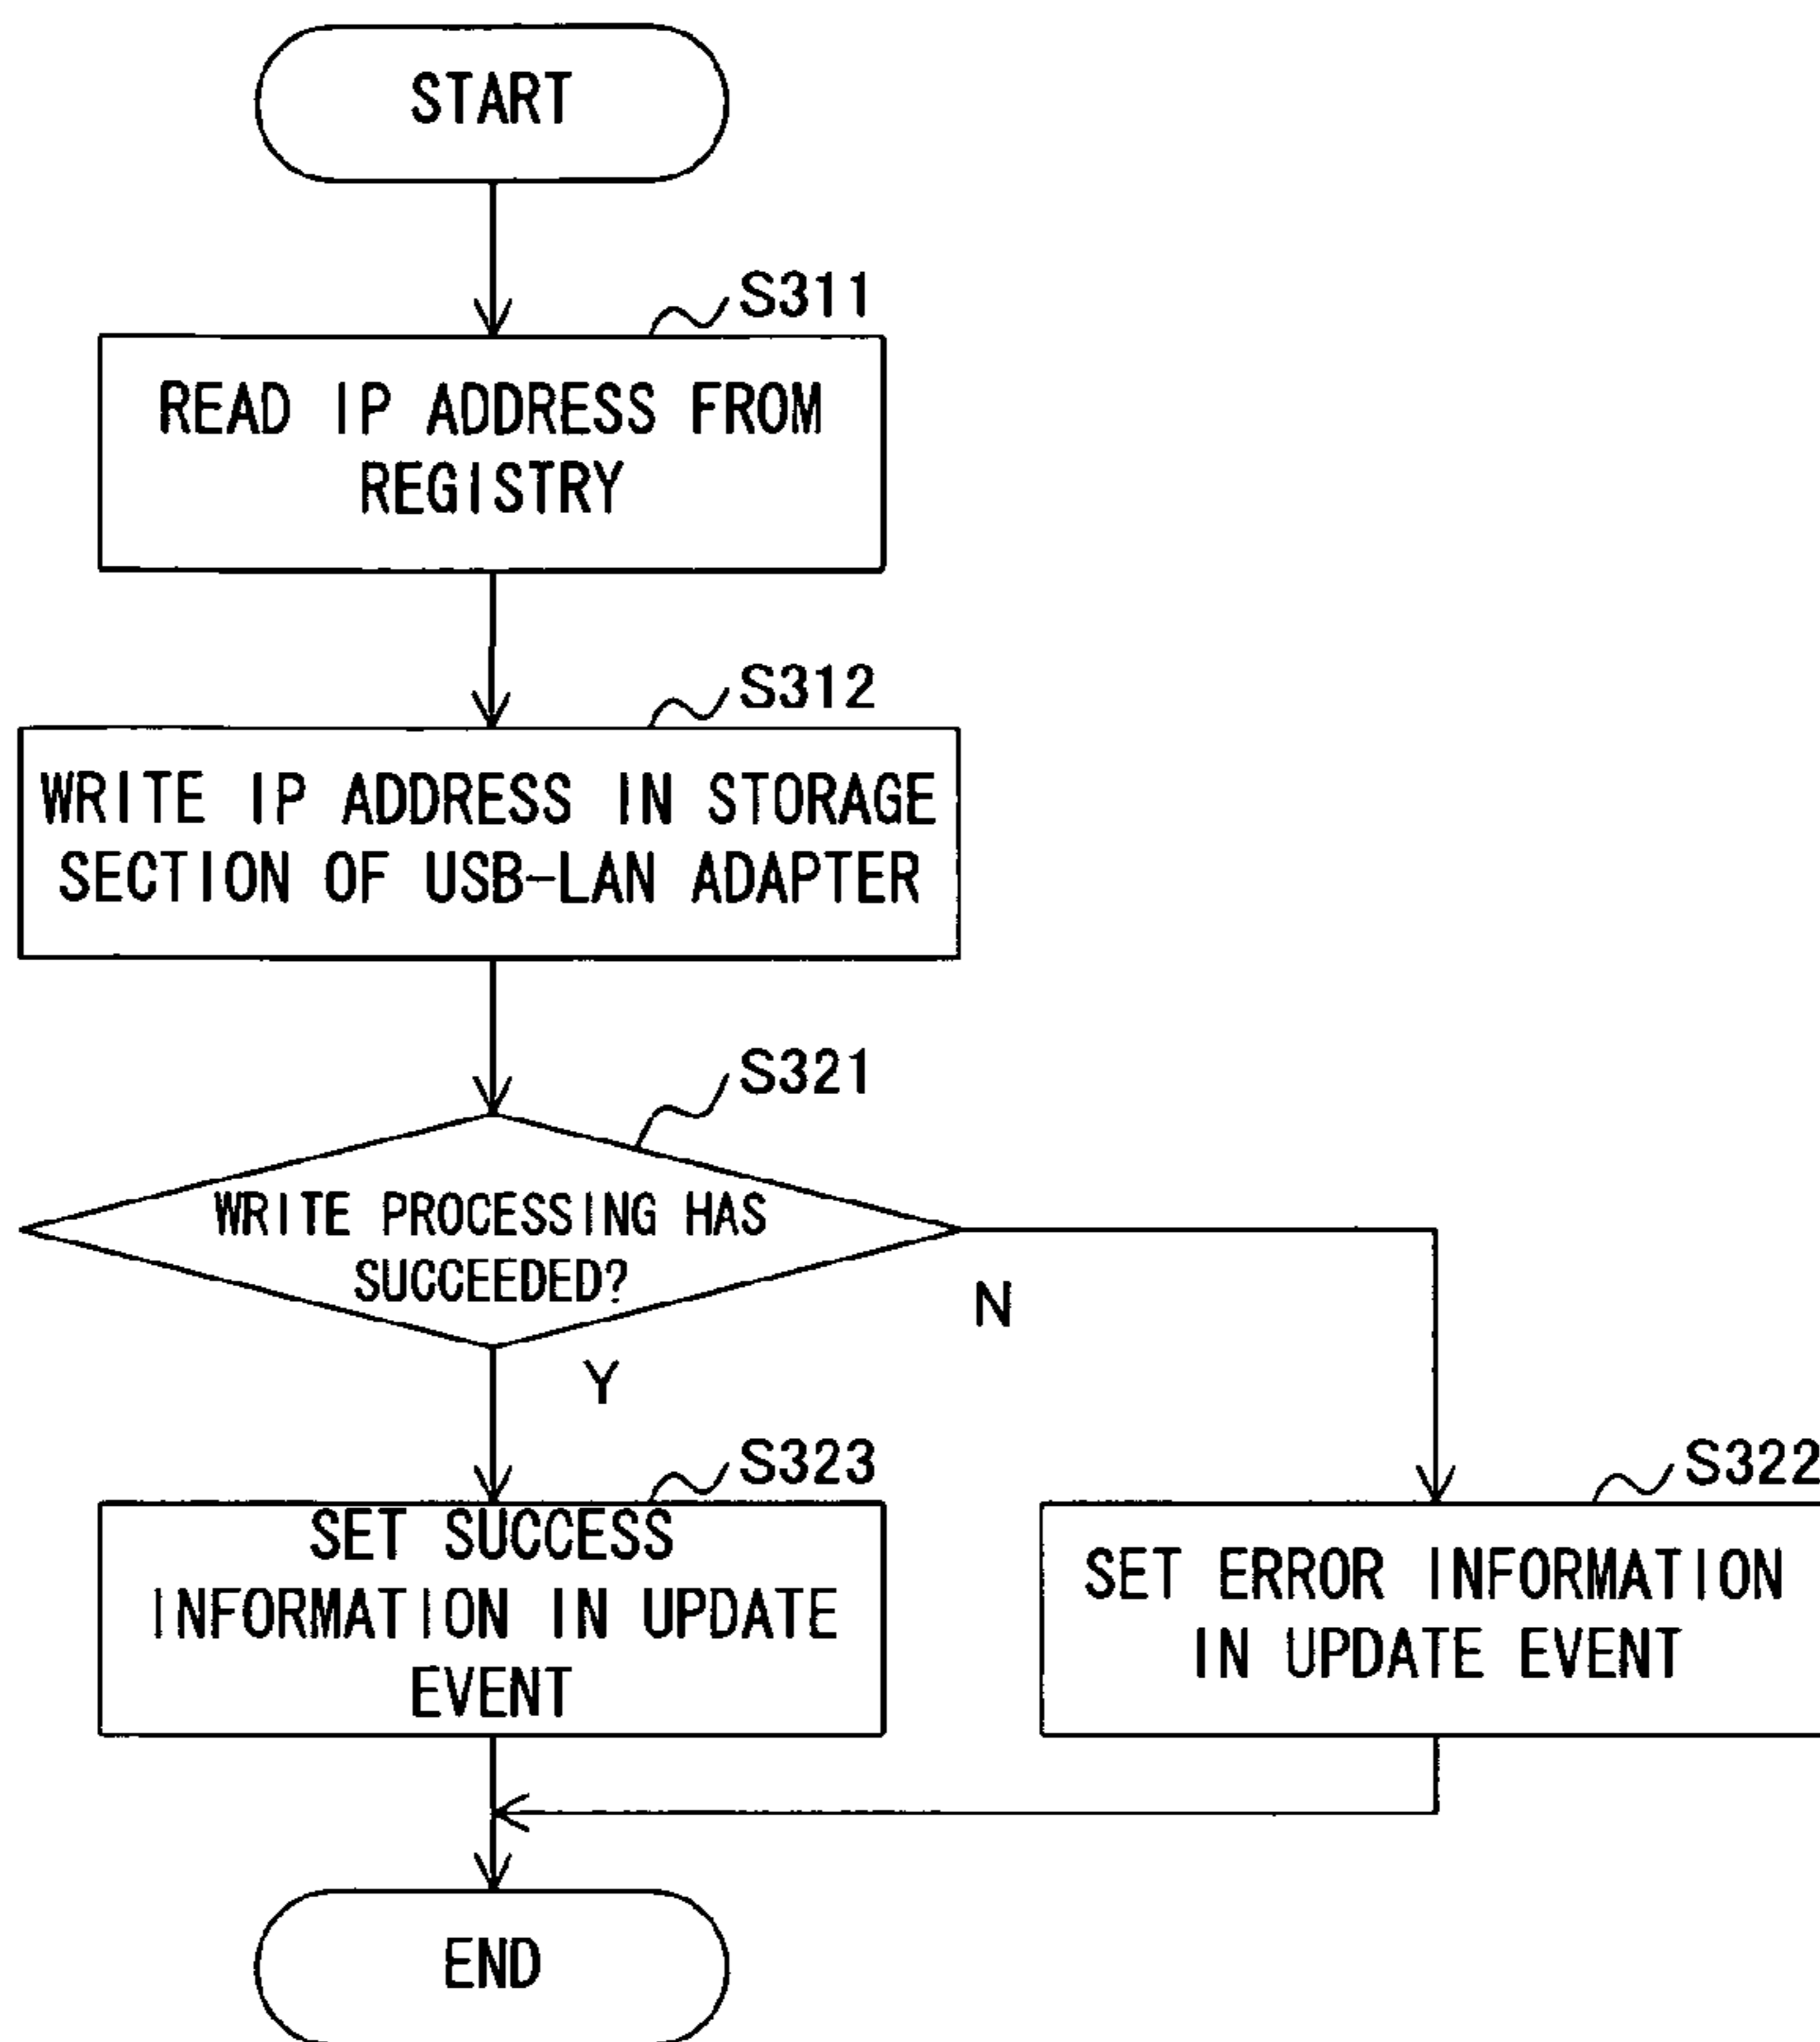 START
S311
READ IP ADDRESS FROM
REGISTRY
S312
WRITE IP ADDRESS IN STORAGE
SECTION OF USB-LAN ADAPTER
S321
WRITE PROCESSING HAS
SUCCEEDED?
N
Y
S323
SET SUCCESS
INFORMATION IN UPDATE
EVENT
S322
SET ERROR INFORMATION
IN UPDATE EVENT
END